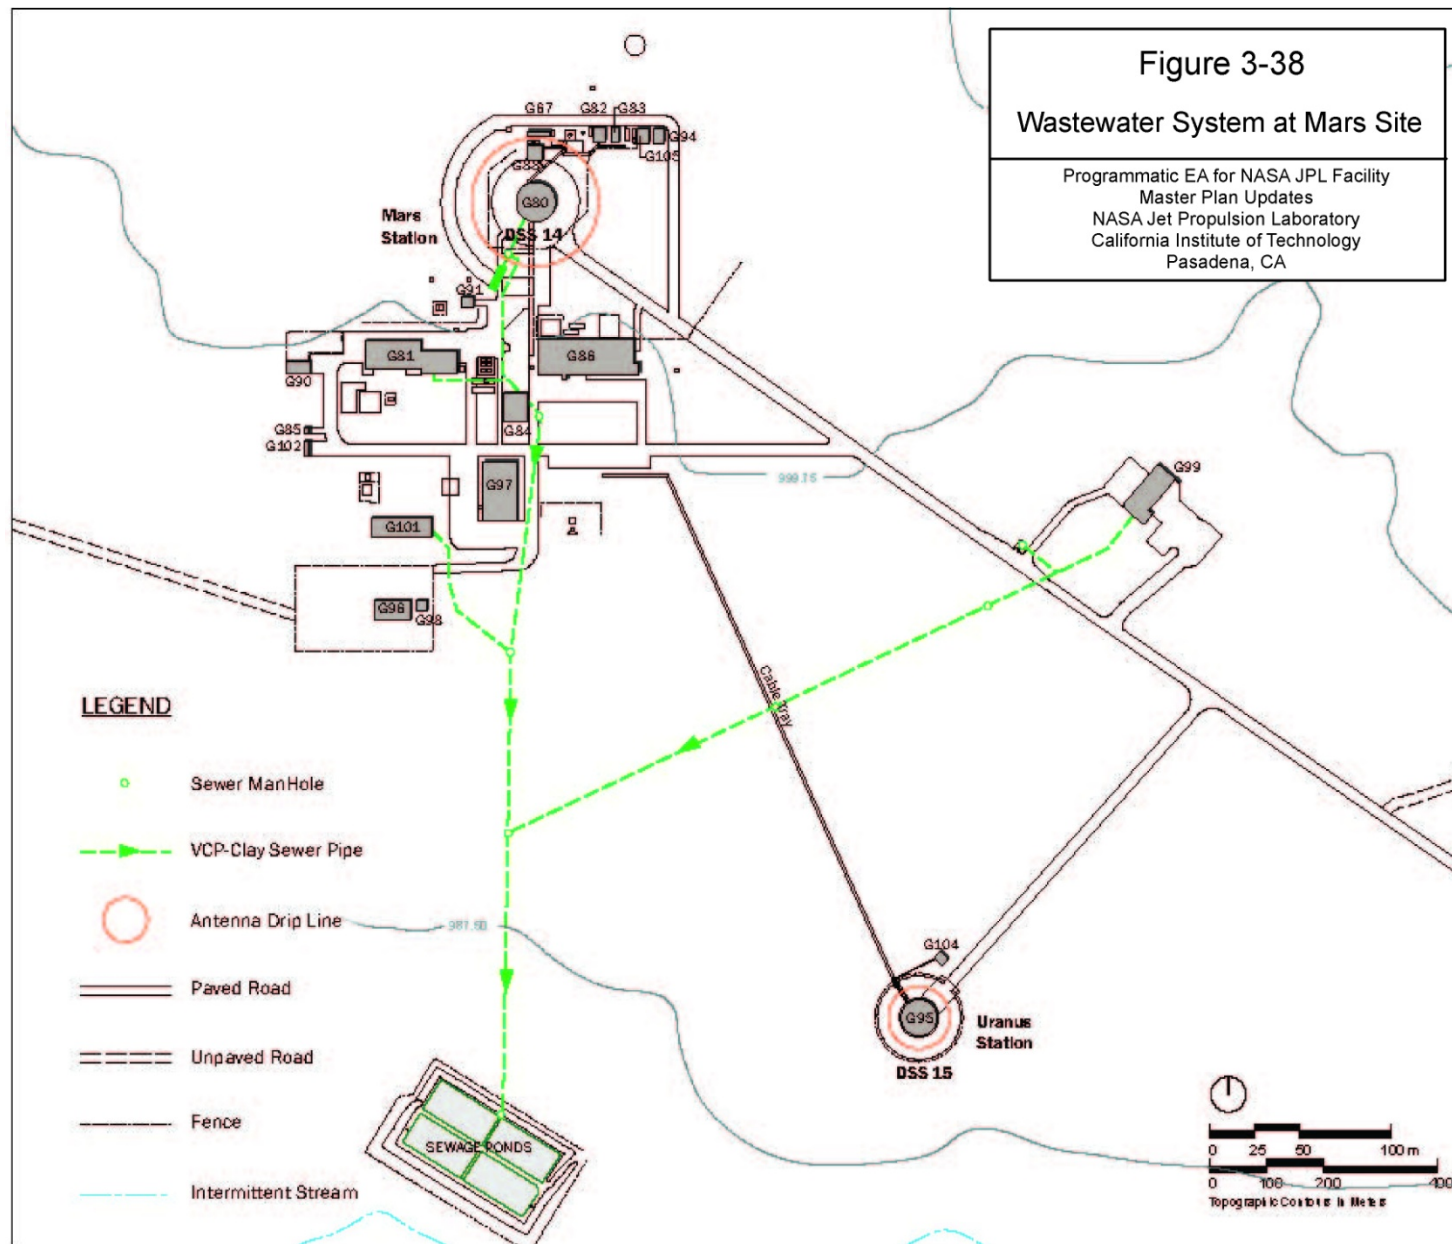 Figure 3-38
Wastewater System at Mars Site
Programmatic EA for NASA JPL Facility
Master Plan Updates
NASA Jet Propulsion Laboratory
California Institute of Technology
Pasadena, CA
G82
G83
G94
G105
G80
Mars
Station
DSS 14
G91
G81
G86
G90
G84
G85
G102
G97
G99
G101
G96
G98
Cable Tray
LEGEND
Sewer ManHole
VCP-Clay Sewer Pipe
Antenna Drip Line
Paved Road
Unpaved Road
Fence
Intermittent Stream
G104
G95
Uranus
Station
DSS 15
SEWAGE PONDS
0 25 50 100 m
0 100 200 400
Topographic Contours in Meters